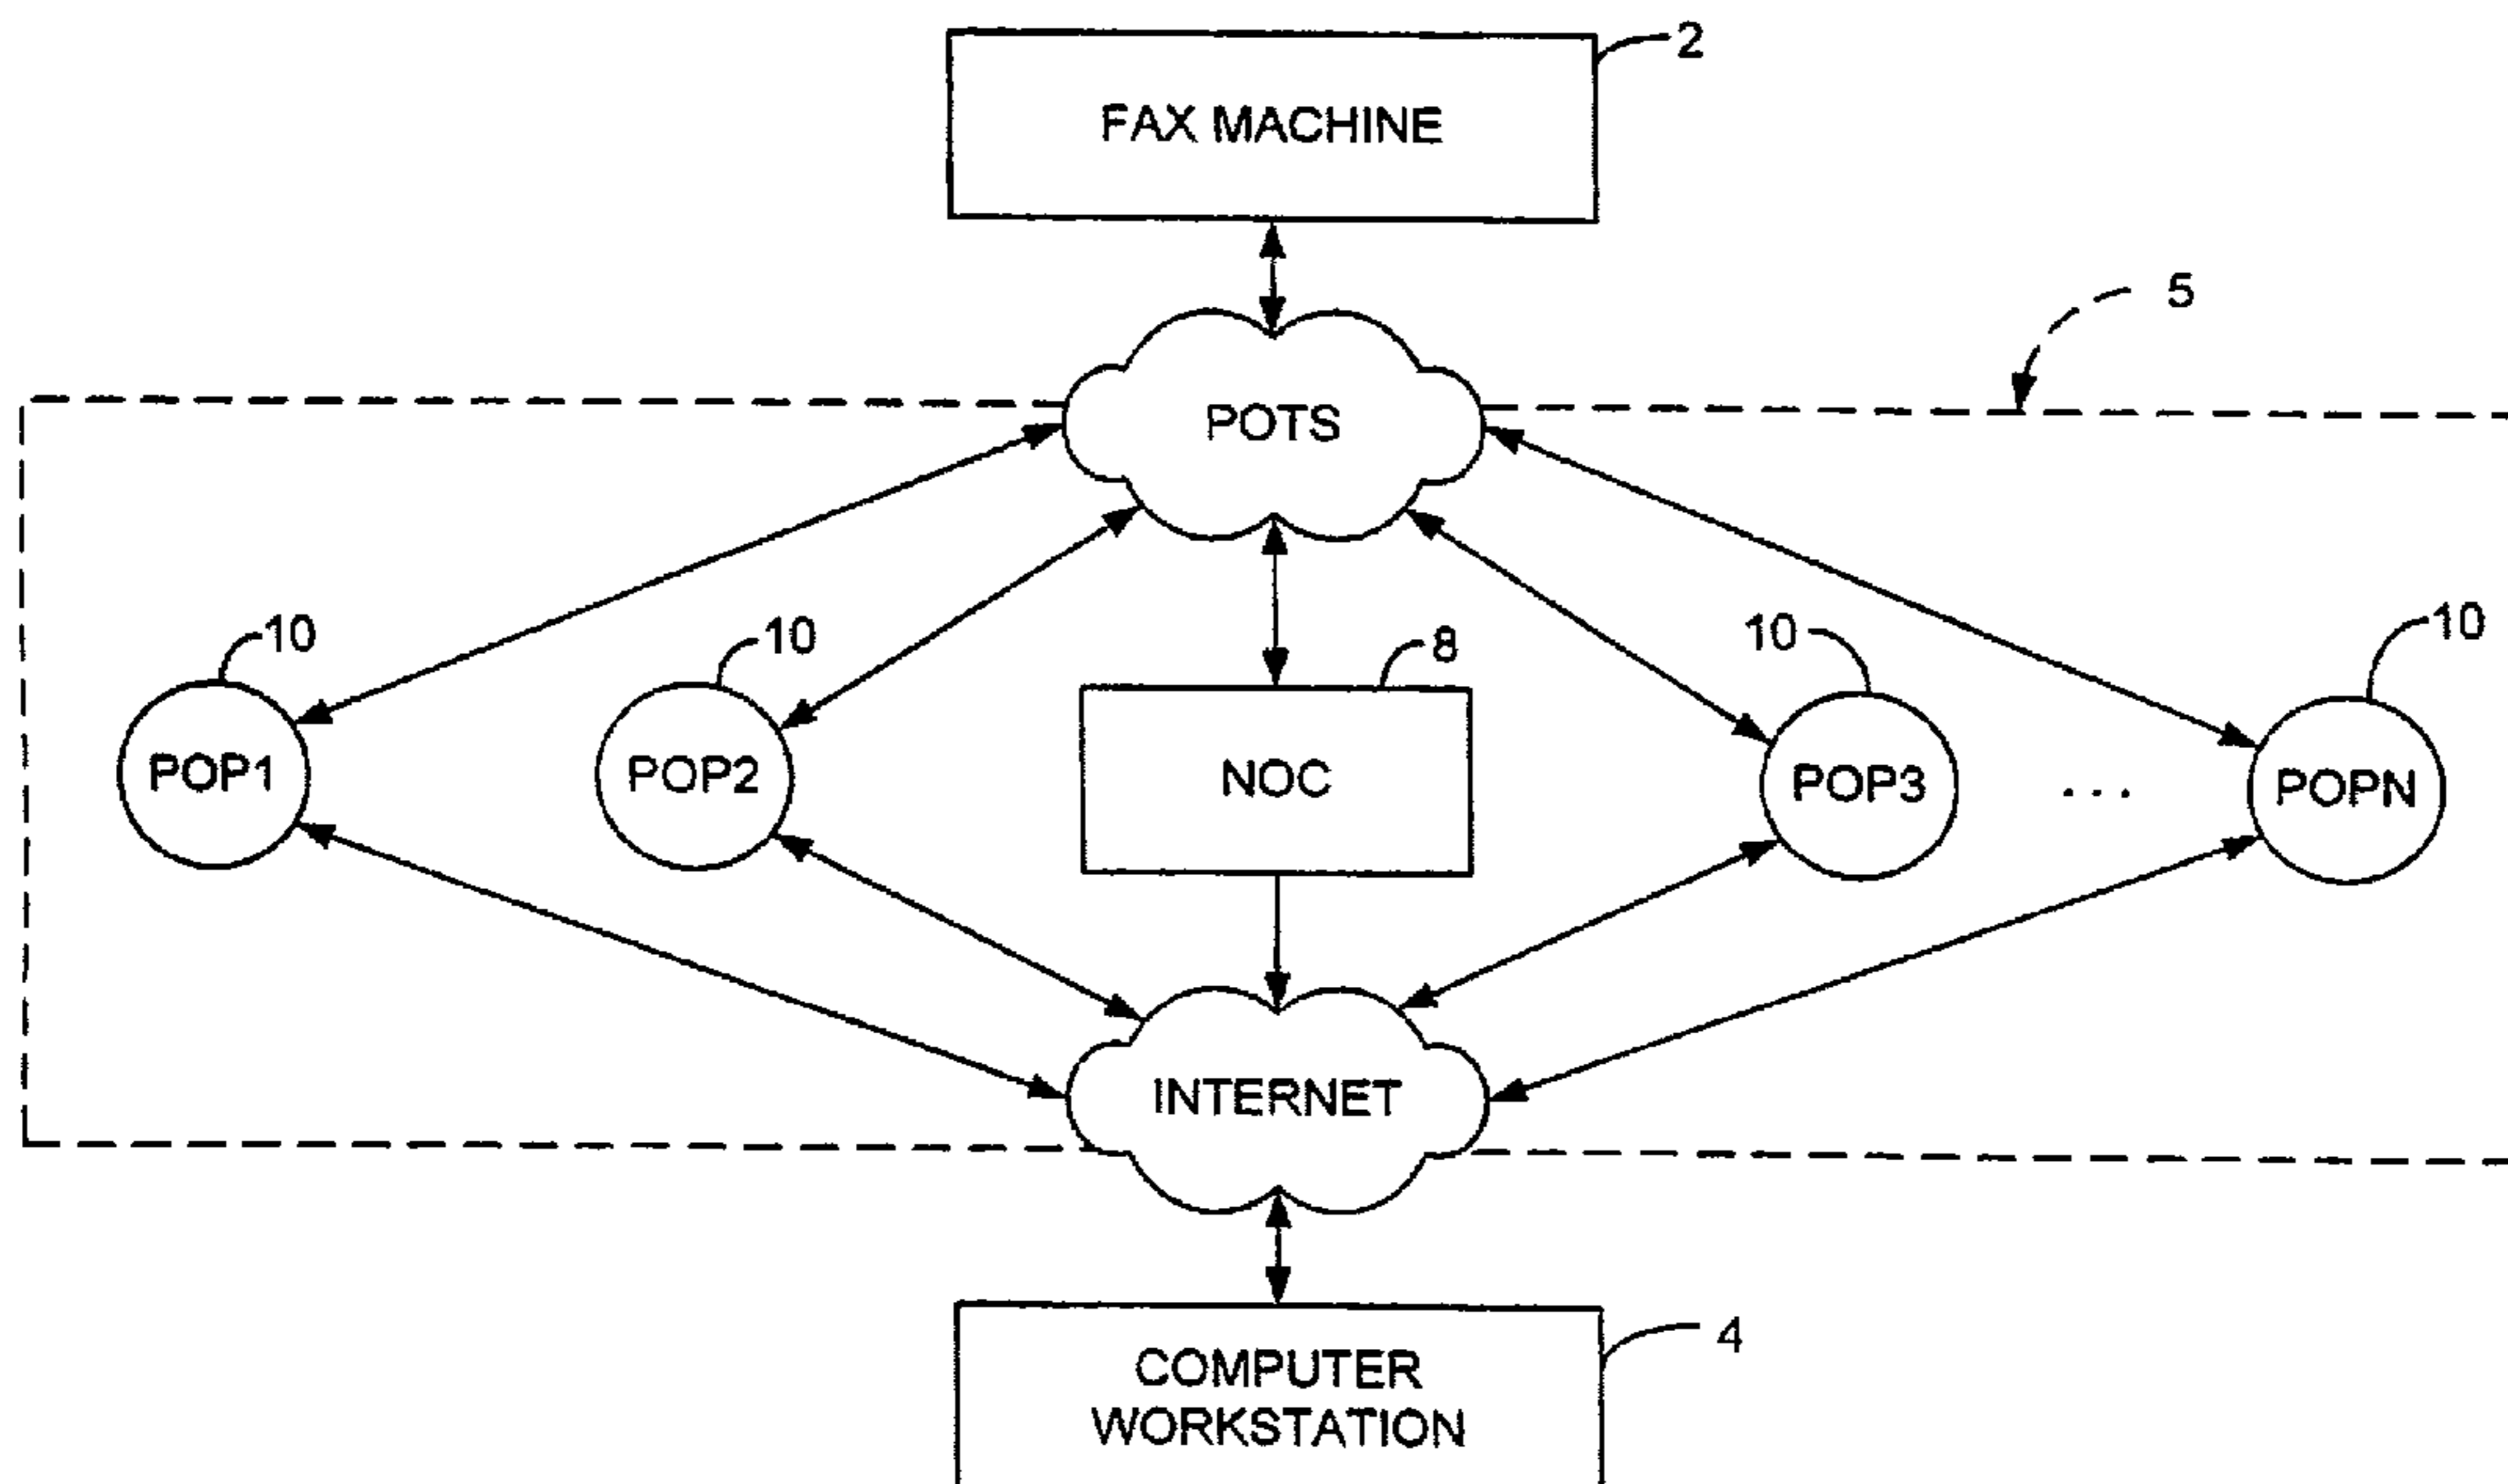 2
FAX MACHINE
5
POTS
10
10
8
10
10
POP1
POP2
NOC
POP3
...
POPN
INTERNET
4
COMPUTER
WORKSTATION